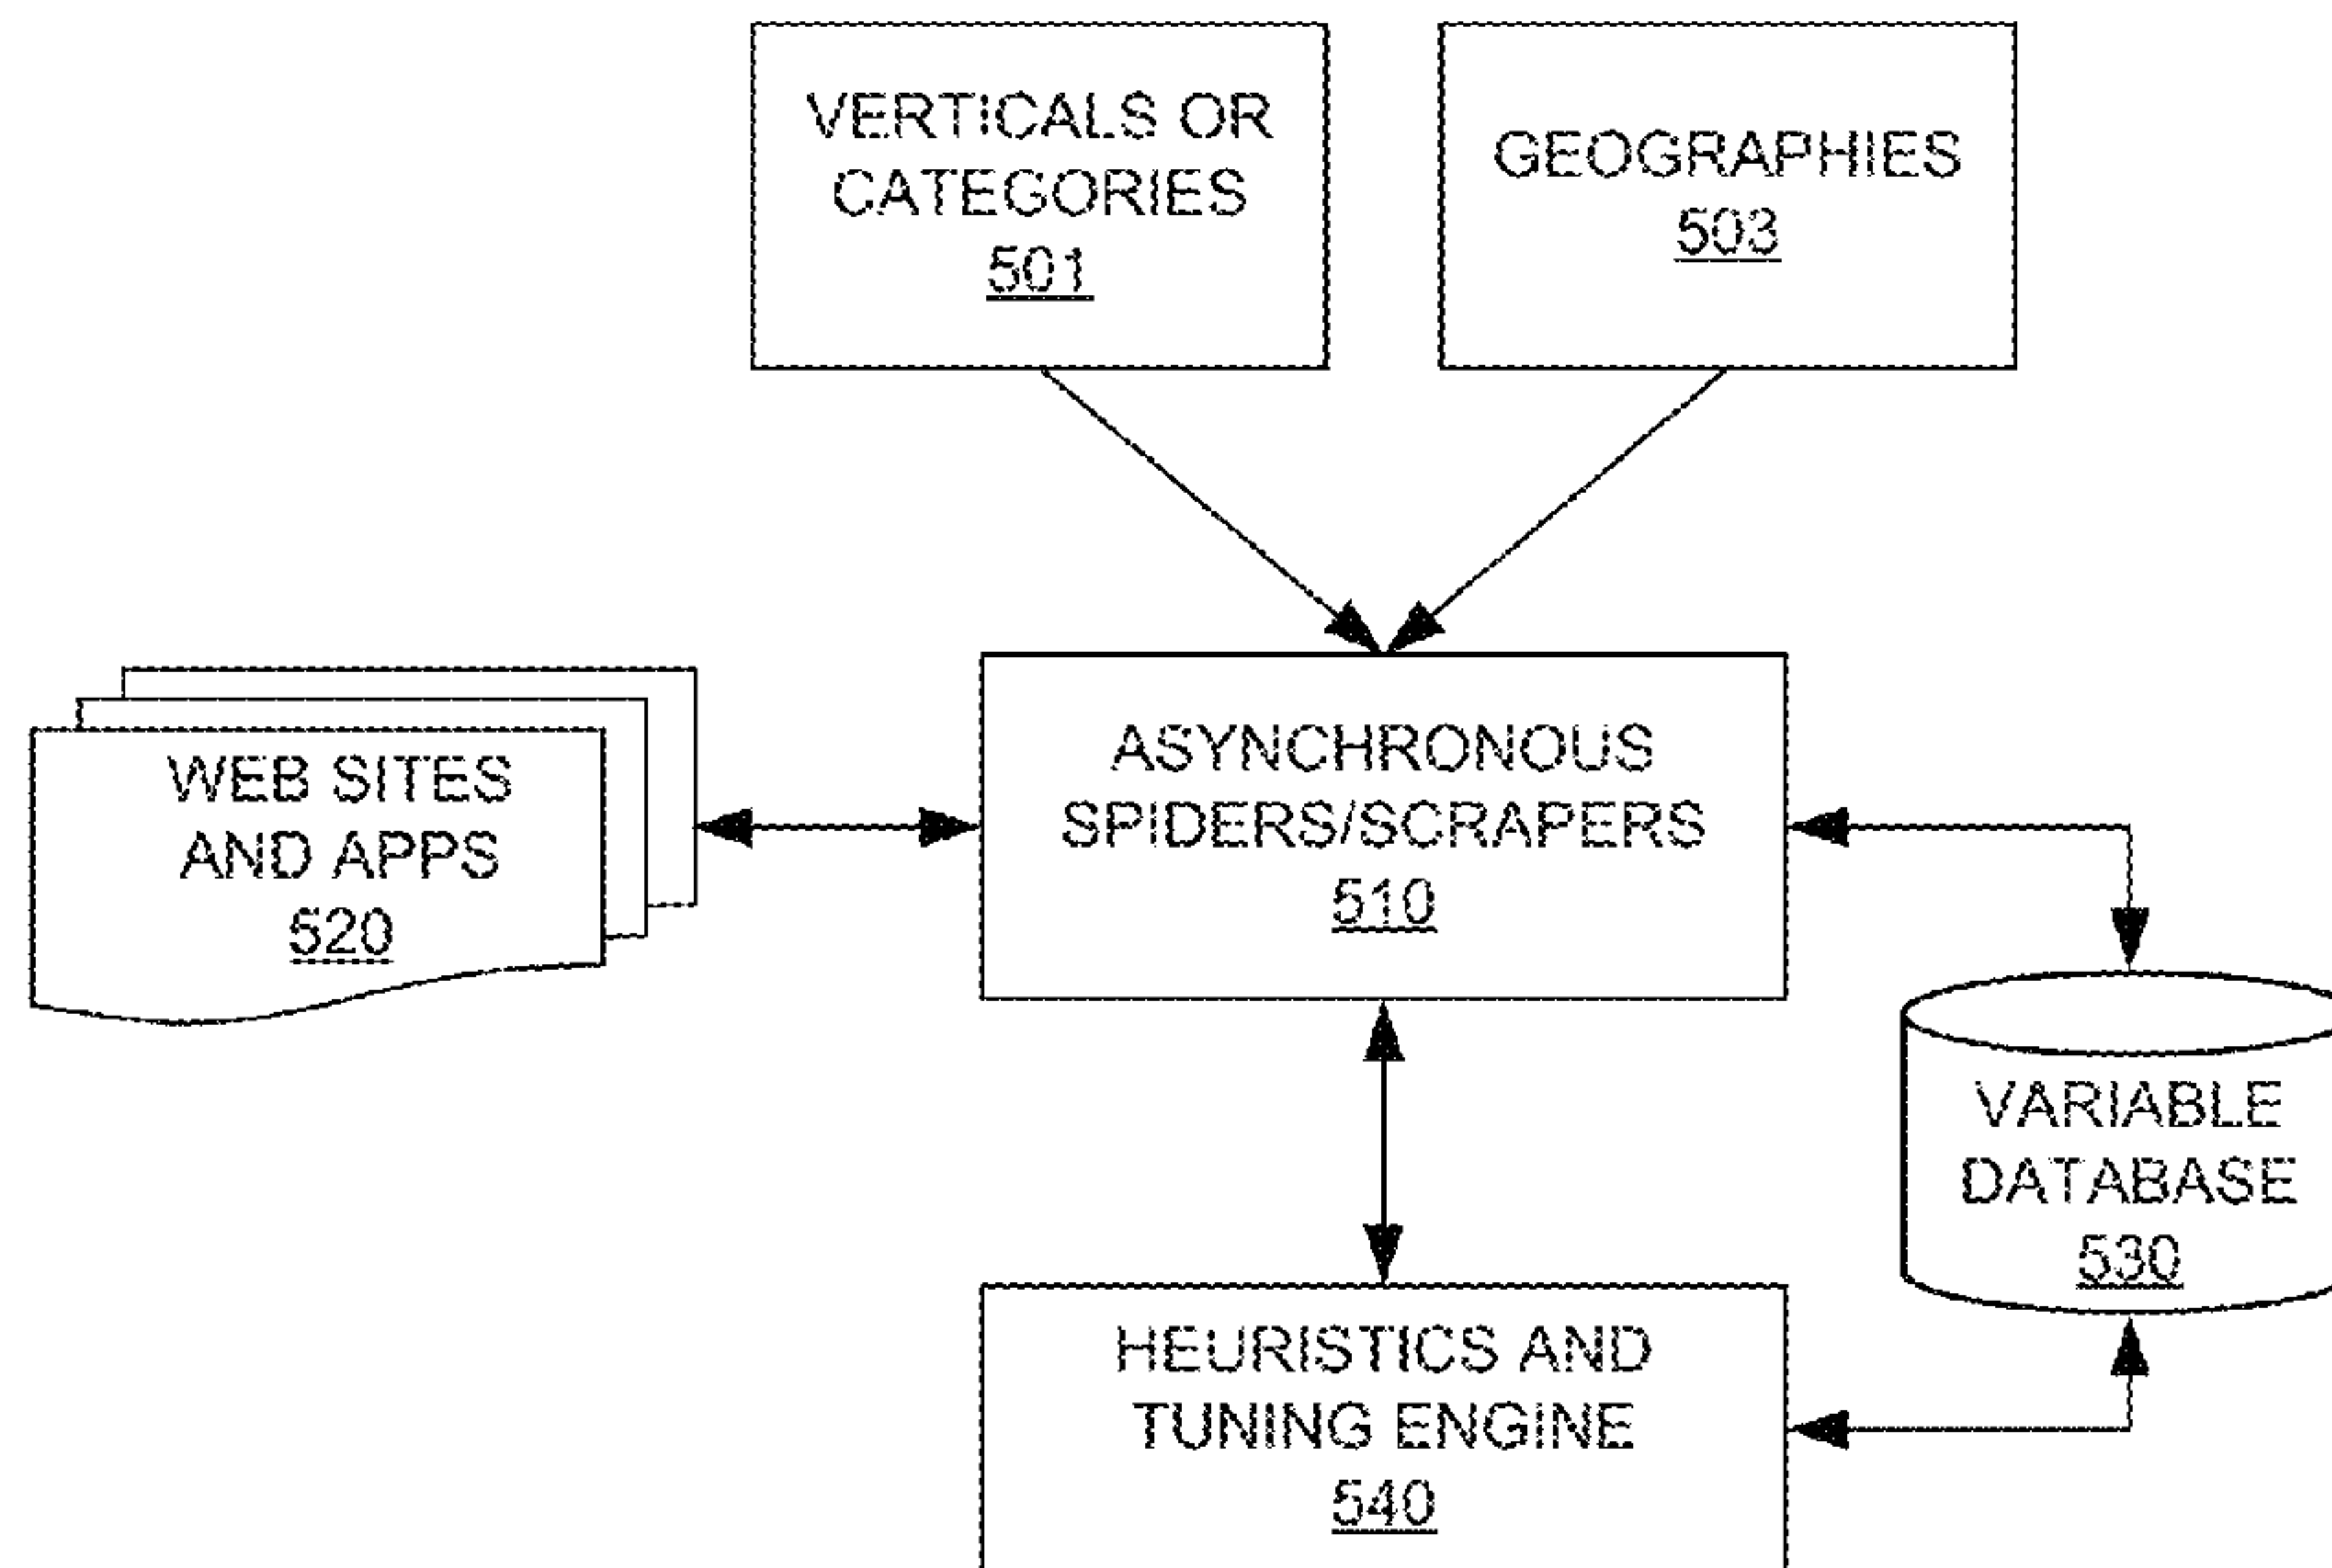 VERTICALS OR
CATEGORIES
501
GEOGRAPHIES
503
WEB SITES
AND APPS
520
ASYNCHRONOUS
SPIDERS/SCRAPERS
510
VARIABLE
DATABASE
530
HEURISTICS AND
TUNING ENGINE
540